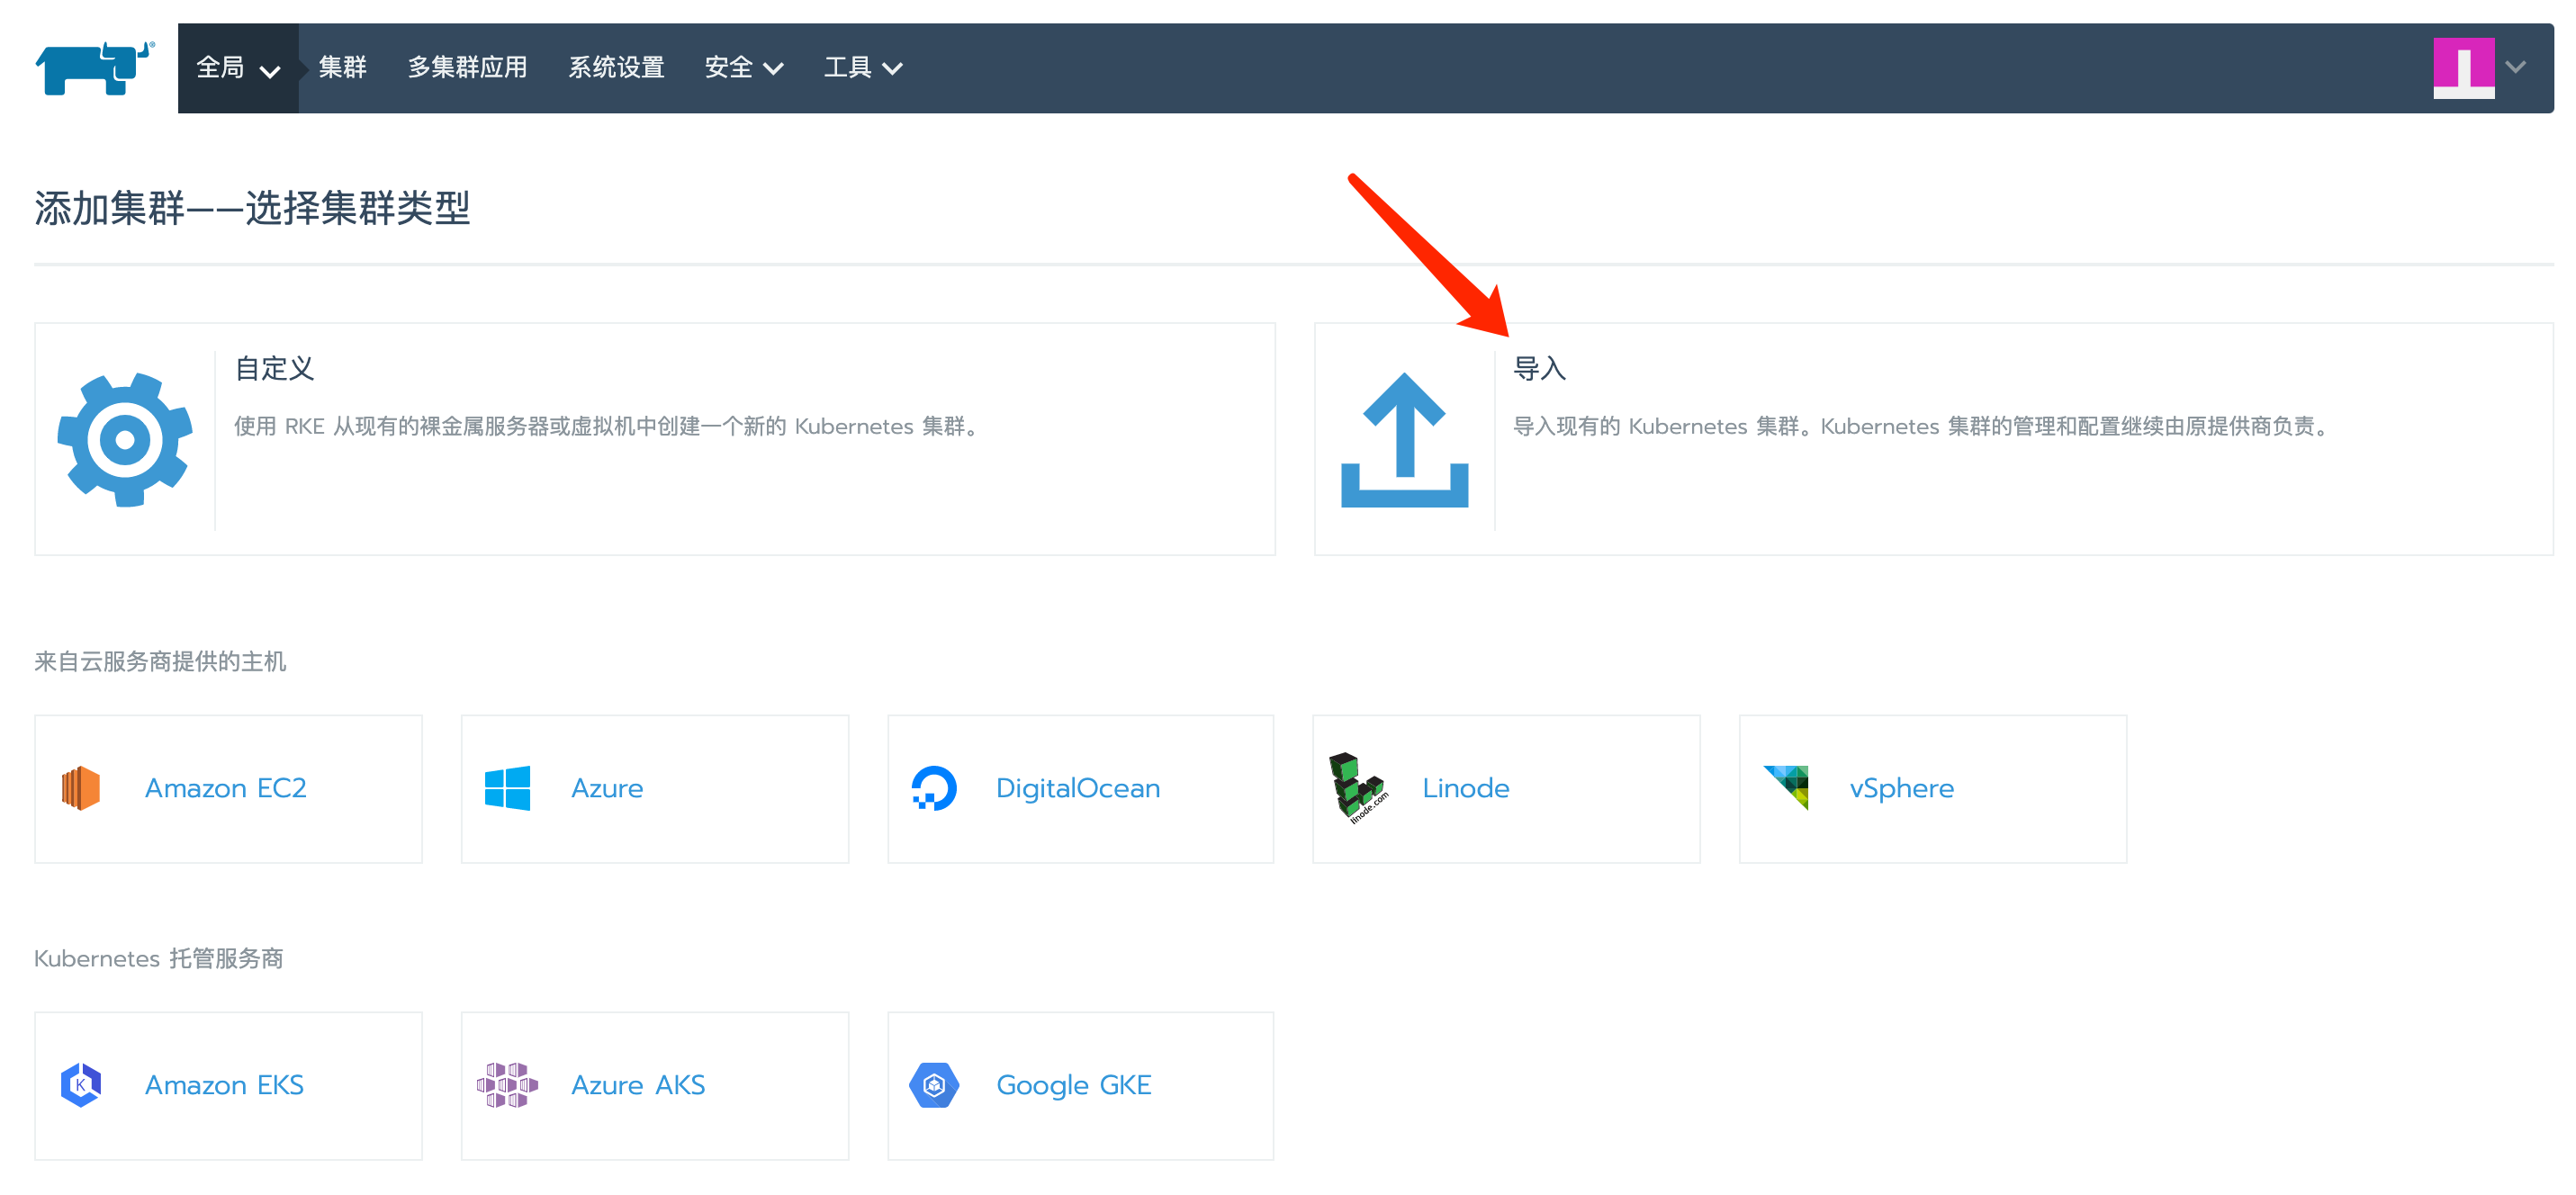 全局 集群 多集群应用 系统设置 安全 工具
添加集群——选择集群类型
自定义
使用 RKE 从现有的裸金属服务器或虚拟机中创建一个新的 Kubernetes 集群。
导入
导入现有的 Kubernetes 集群。Kubernetes 集群的管理和配置继续由原提供商负责。
来自云服务商提供的主机
Amazon EC2
Azure
DigitalOcean
linode.com
Linode
vSphere
Kubernetes 托管服务商
K
Amazon EKS
Azure AKS
Google GKE